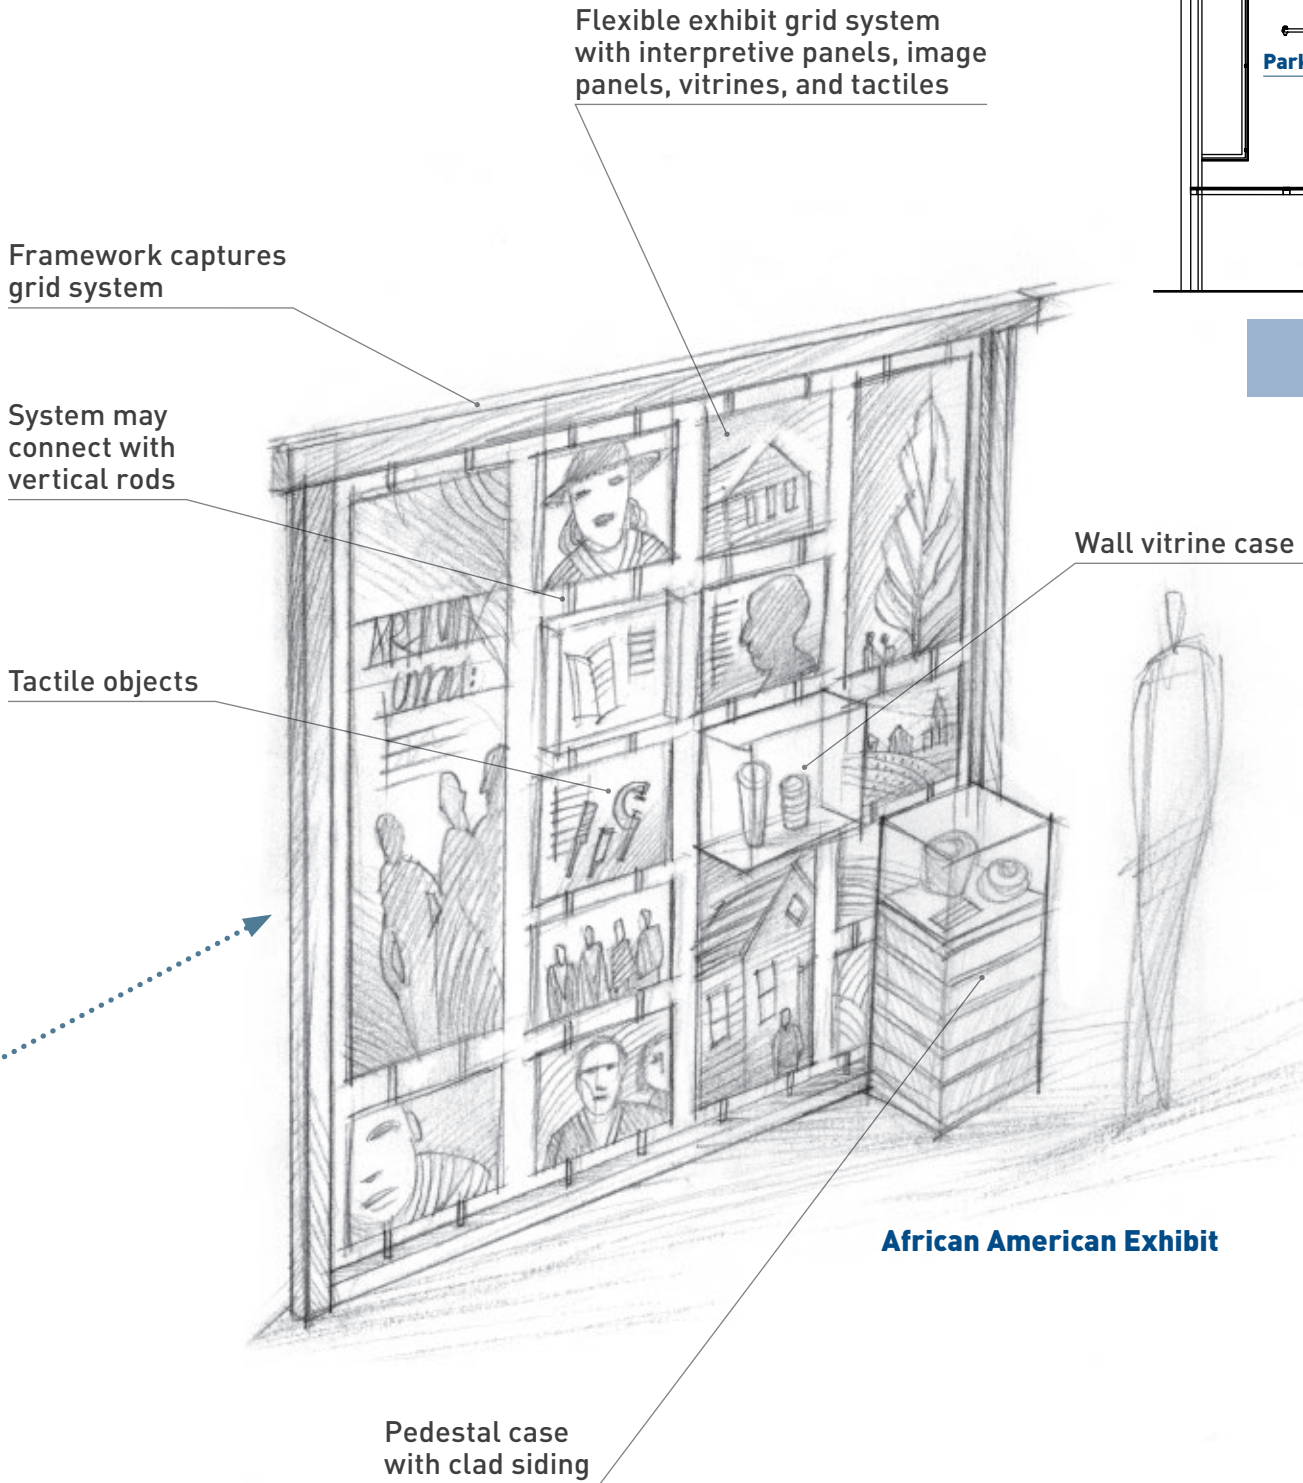 Flexible exhibit grid system
with interpretive panels, image
panels, vitrines, and tactiles
Park
Framework captures
grid system
System may
connect with
vertical rods
Wall vitrine case
Tactile objects
African American Exhibit
Pedestal case
with clad siding